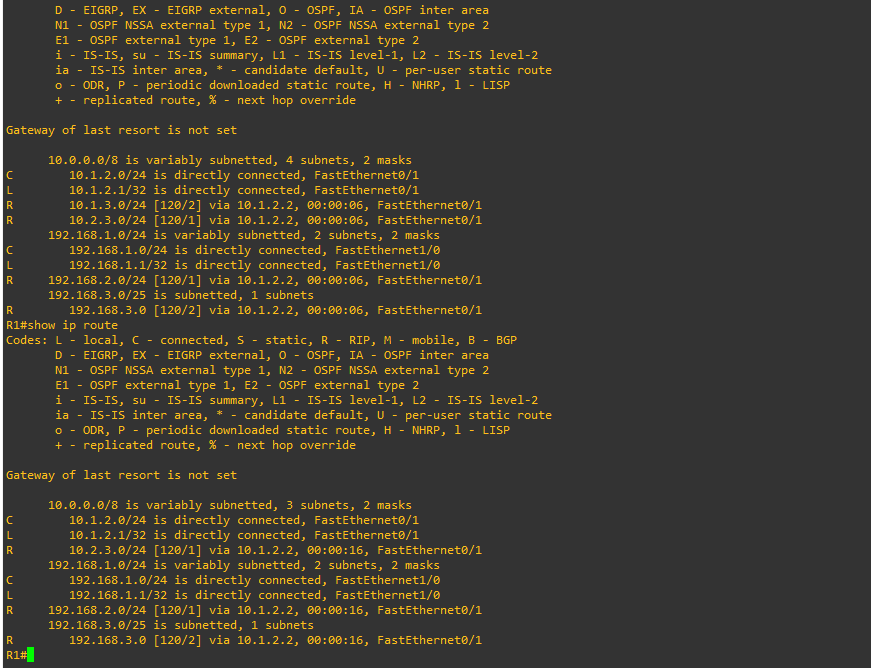 D - EIGRP, EX - EIGRP external, O - OSPF, IA - OSPF inter area
N1 - OSPF NSSA external type 1, N2 - OSPF NSSA external type 2
E1 - OSPF external type 1, E2 - OSPF external type 2
i - IS-IS, su - IS-IS summary, L1 - IS-IS level-1, L2 - IS-IS level-2
ia - IS-IS inter area, * - candidate default, U - per-user static route
o - ODR, P - periodic downloaded static route, H - NHRP, l - LISP
+ - replicated route, % - next hop override
Gateway of last resort is not set
10.0.0.0/8 is variably subnetted, 4 subnets, 2 masks
C 10.1.2.0/24 is directly connected, FastEthernet0/1
L 10.1.2.1/32 is directly connected, FastEthernet0/1
R 10.1.3.0/24 [120/2] via 10.1.2.2, 00:00:06, FastEthernet0/1
R 10.2.3.0/24 [120/1] via 10.1.2.2, 00:00:06, FastEthernet0/1
192.168.1.0/24 is variably subnetted, 2 subnets, 2 masks
C 192.168.1.0/24 is directly connected, FastEthernet1/0
L 192.168.1.1/32 is directly connected, FastEthernet1/0
R 192.168.2.0/24 [120/1] via 10.1.2.2, 00:00:06, FastEthernet0/1
192.168.3.0/25 is subnetted, 1 subnets
R 192.168.3.0 [120/2] via 10.1.2.2, 00:00:06, FastEthernet0/1
R1#show ip route
Codes: L - local, C - connected, S - static, R - RIP, M - mobile, B - BGP
D - EIGRP, EX - EIGRP external, O - OSPF, IA - OSPF inter area
N1 - OSPF NSSA external type 1, N2 - OSPF NSSA external type 2
E1 - OSPF external type 1, E2 - OSPF external type 2
i - IS-IS, su - IS-IS summary, L1 - IS-IS level-1, L2 - IS-IS level-2
ia - IS-IS inter area, * - candidate default, U - per-user static route
o - ODR, P - periodic downloaded static route, H - NHRP, l - LISP
+ - replicated route, % - next hop override
Gateway of last resort is not set
10.0.0.0/8 is variably subnetted, 3 subnets, 2 masks
C 10.1.2.0/24 is directly connected, FastEthernet0/1
L 10.1.2.1/32 is directly connected, FastEthernet0/1
R 10.2.3.0/24 [120/1] via 10.1.2.2, 00:00:16, FastEthernet0/1
192.168.1.0/24 is variably subnetted, 2 subnets, 2 masks
C 192.168.1.0/24 is directly connected, FastEthernet1/0
L 192.168.1.1/32 is directly connected, FastEthernet1/0
R 192.168.2.0/24 [120/1] via 10.1.2.2, 00:00:16, FastEthernet0/1
192.168.3.0/25 is subnetted, 1 subnets
R 192.168.3.0 [120/2] via 10.1.2.2, 00:00:16, FastEthernet0/1
R1#